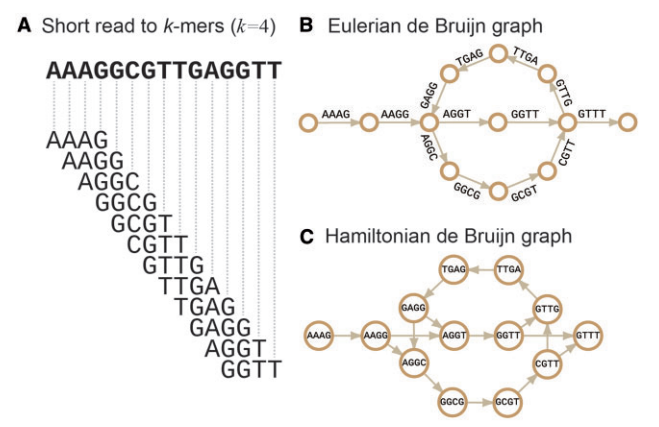 A Short read to k-mers (k=4)
AAAGGCGTTGAGGTT
AAAG
AAGG
AGGC
GGCG
GCGT
CGTT
GTTG
TTGA
TGAG
GAGG
AGGT
GGTT
B Eulerian de Bruijn graph
TGAG TTGA
GAGG GTTG
AAAG AAGG AGGT GGTT GTTT
AGGC CGTT
GGCG GCGT
C Hamiltonian de Bruijn graph
TGAG TTGA
GAGG GTTG
AAAG AAGG AGGT GGTT GTTT
AGGC CGTT
GGCG GCGT